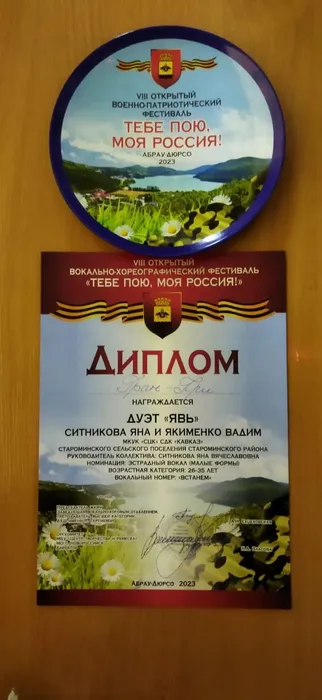 VIII ОТКРЫТЫЙ
ВОЕННО-ПАТРИОТИЧЕСКИЙ
ФЕСТИВАЛЬ
ТЕБЕ ПОЮ,
МОЯ РОССИЯ!
АБРАУ-ДЮРСО
2023
VIII ОТКРЫТЫЙ
ВОКАЛЬНО-ХОРЕОГРАФИЧЕСКИЙ ФЕСТИВАЛЬ
«ТЕБЕ ПОЮ, МОЯ РОССИЯ!»
ДИПЛОМ
Гран-При
НАГРАЖДАЕТСЯ
ДУЭТ «ЯВЬ»
СИТНИКОВА ЯНА И ЯКИМЕНКО ВАДИМ
МКУК «СЦК» СДК «КАВКАЗ»
СТАРОМИНСКОГО СЕЛЬСКОГО ПОСЕЛЕНИЯ СТАРОМИНСКОГО РАЙОНА
РУКОВОДИТЕЛЬ КОЛЛЕКТИВА: СИТНИКОВА ЯНА ВЯЧЕСЛАВОВНА
НОМИНАЦИЯ: ЭСТРАДНЫЙ ВОКАЛ (МАЛЫЕ ФОРМЫ)
ВОЗРАСТНАЯ КАТЕГОРИЯ: 26-35 ЛЕТ
ВОКАЛЬНЫЙ НОМЕР: «ВСТАНЕМ»
АБРАУ-ДЮРСО 2023